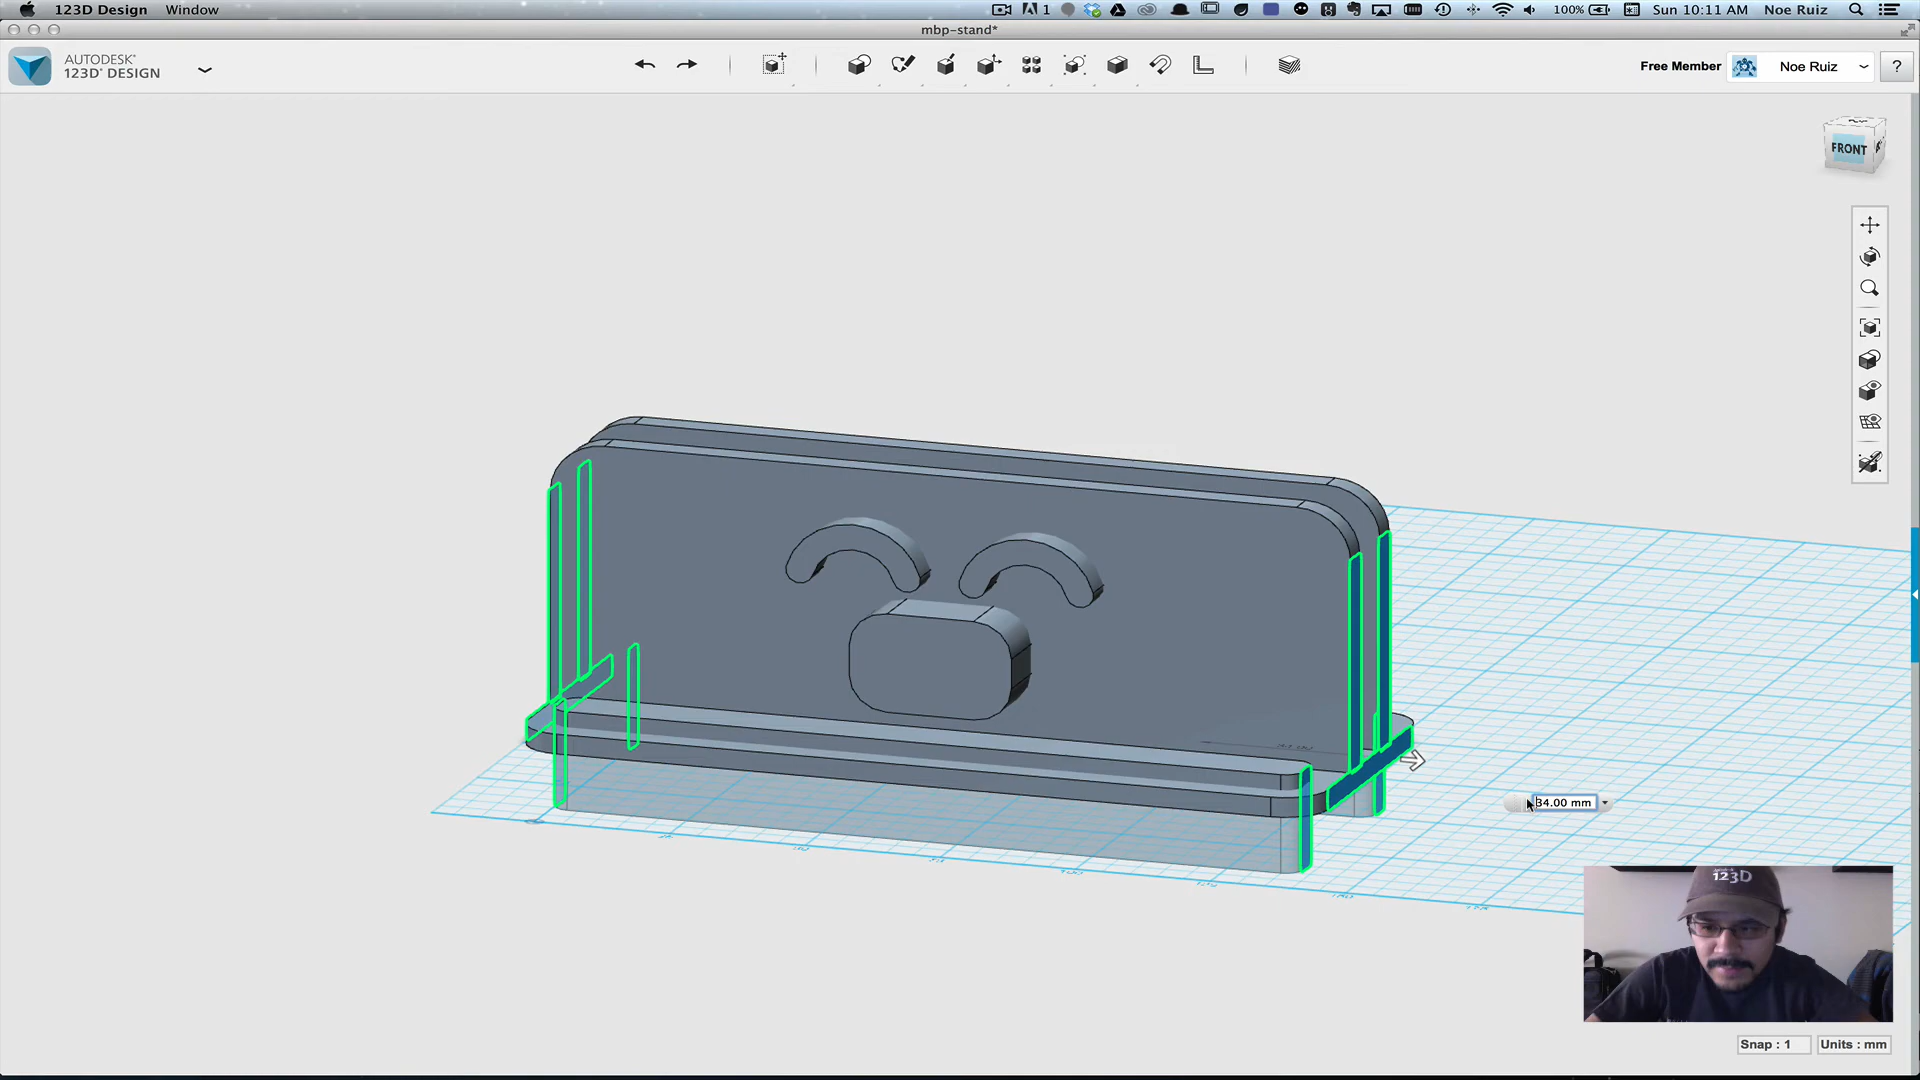 123D Design Window
1 100% Sun 10:11 AM Noe Ruiz
mbp-stand*
AUTODESK®
123D® DESIGN
Free Member Noe Ruiz ?
FRONT
34.00 mm
123D
Snap : 1 Units : mm